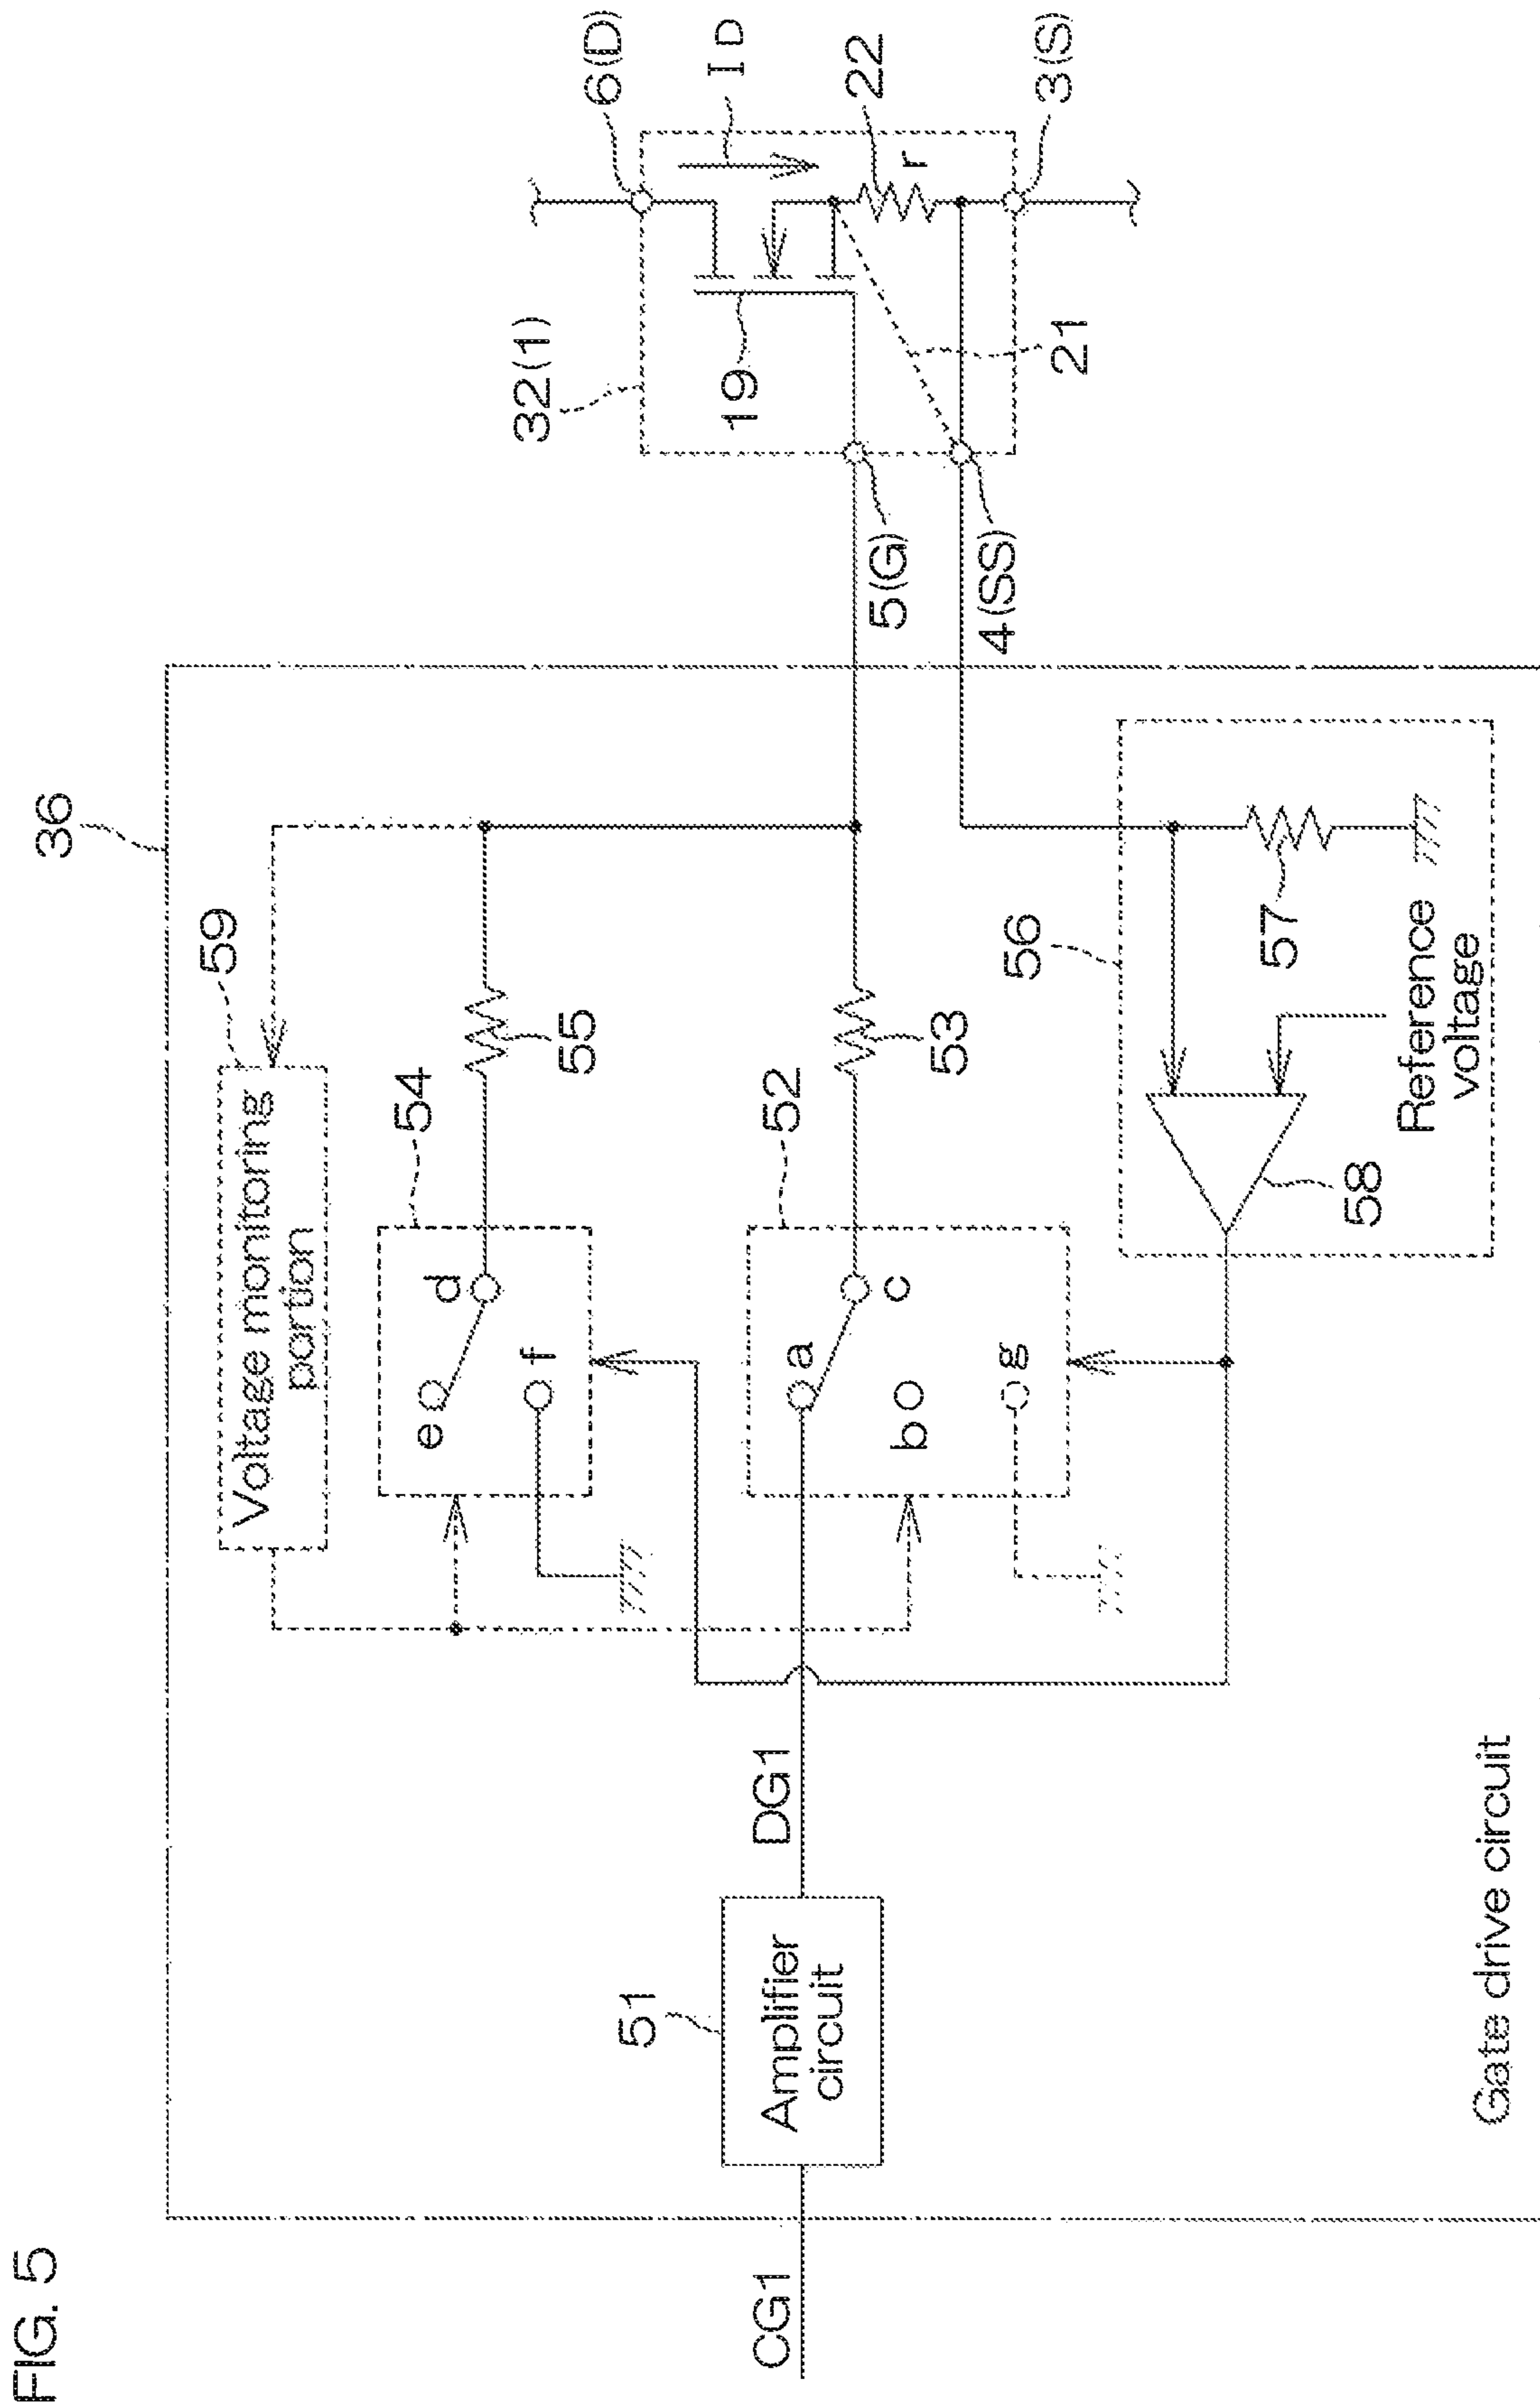 FIG. 5
36
59
Voltage monitoring
portion
54
e
d
f
55
52
a
b
c
g
53
51
Amplifier
circuit
CG1
DG1
56
57
58
Reference
voltage
Gate drive circuit
32(1)
19
5(G)
4(SS)
21
6(D)
ID
22
r
3(S)